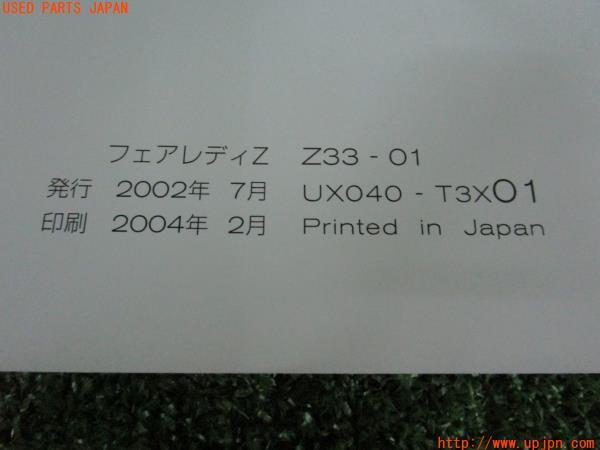 USED PARTS JAPAN
フェアレディZ Z33 - 01
発行 2002年 7月 UX040 - T3X01
印刷 2004年 2月 Printed in Japan
http://www.upjpn.com